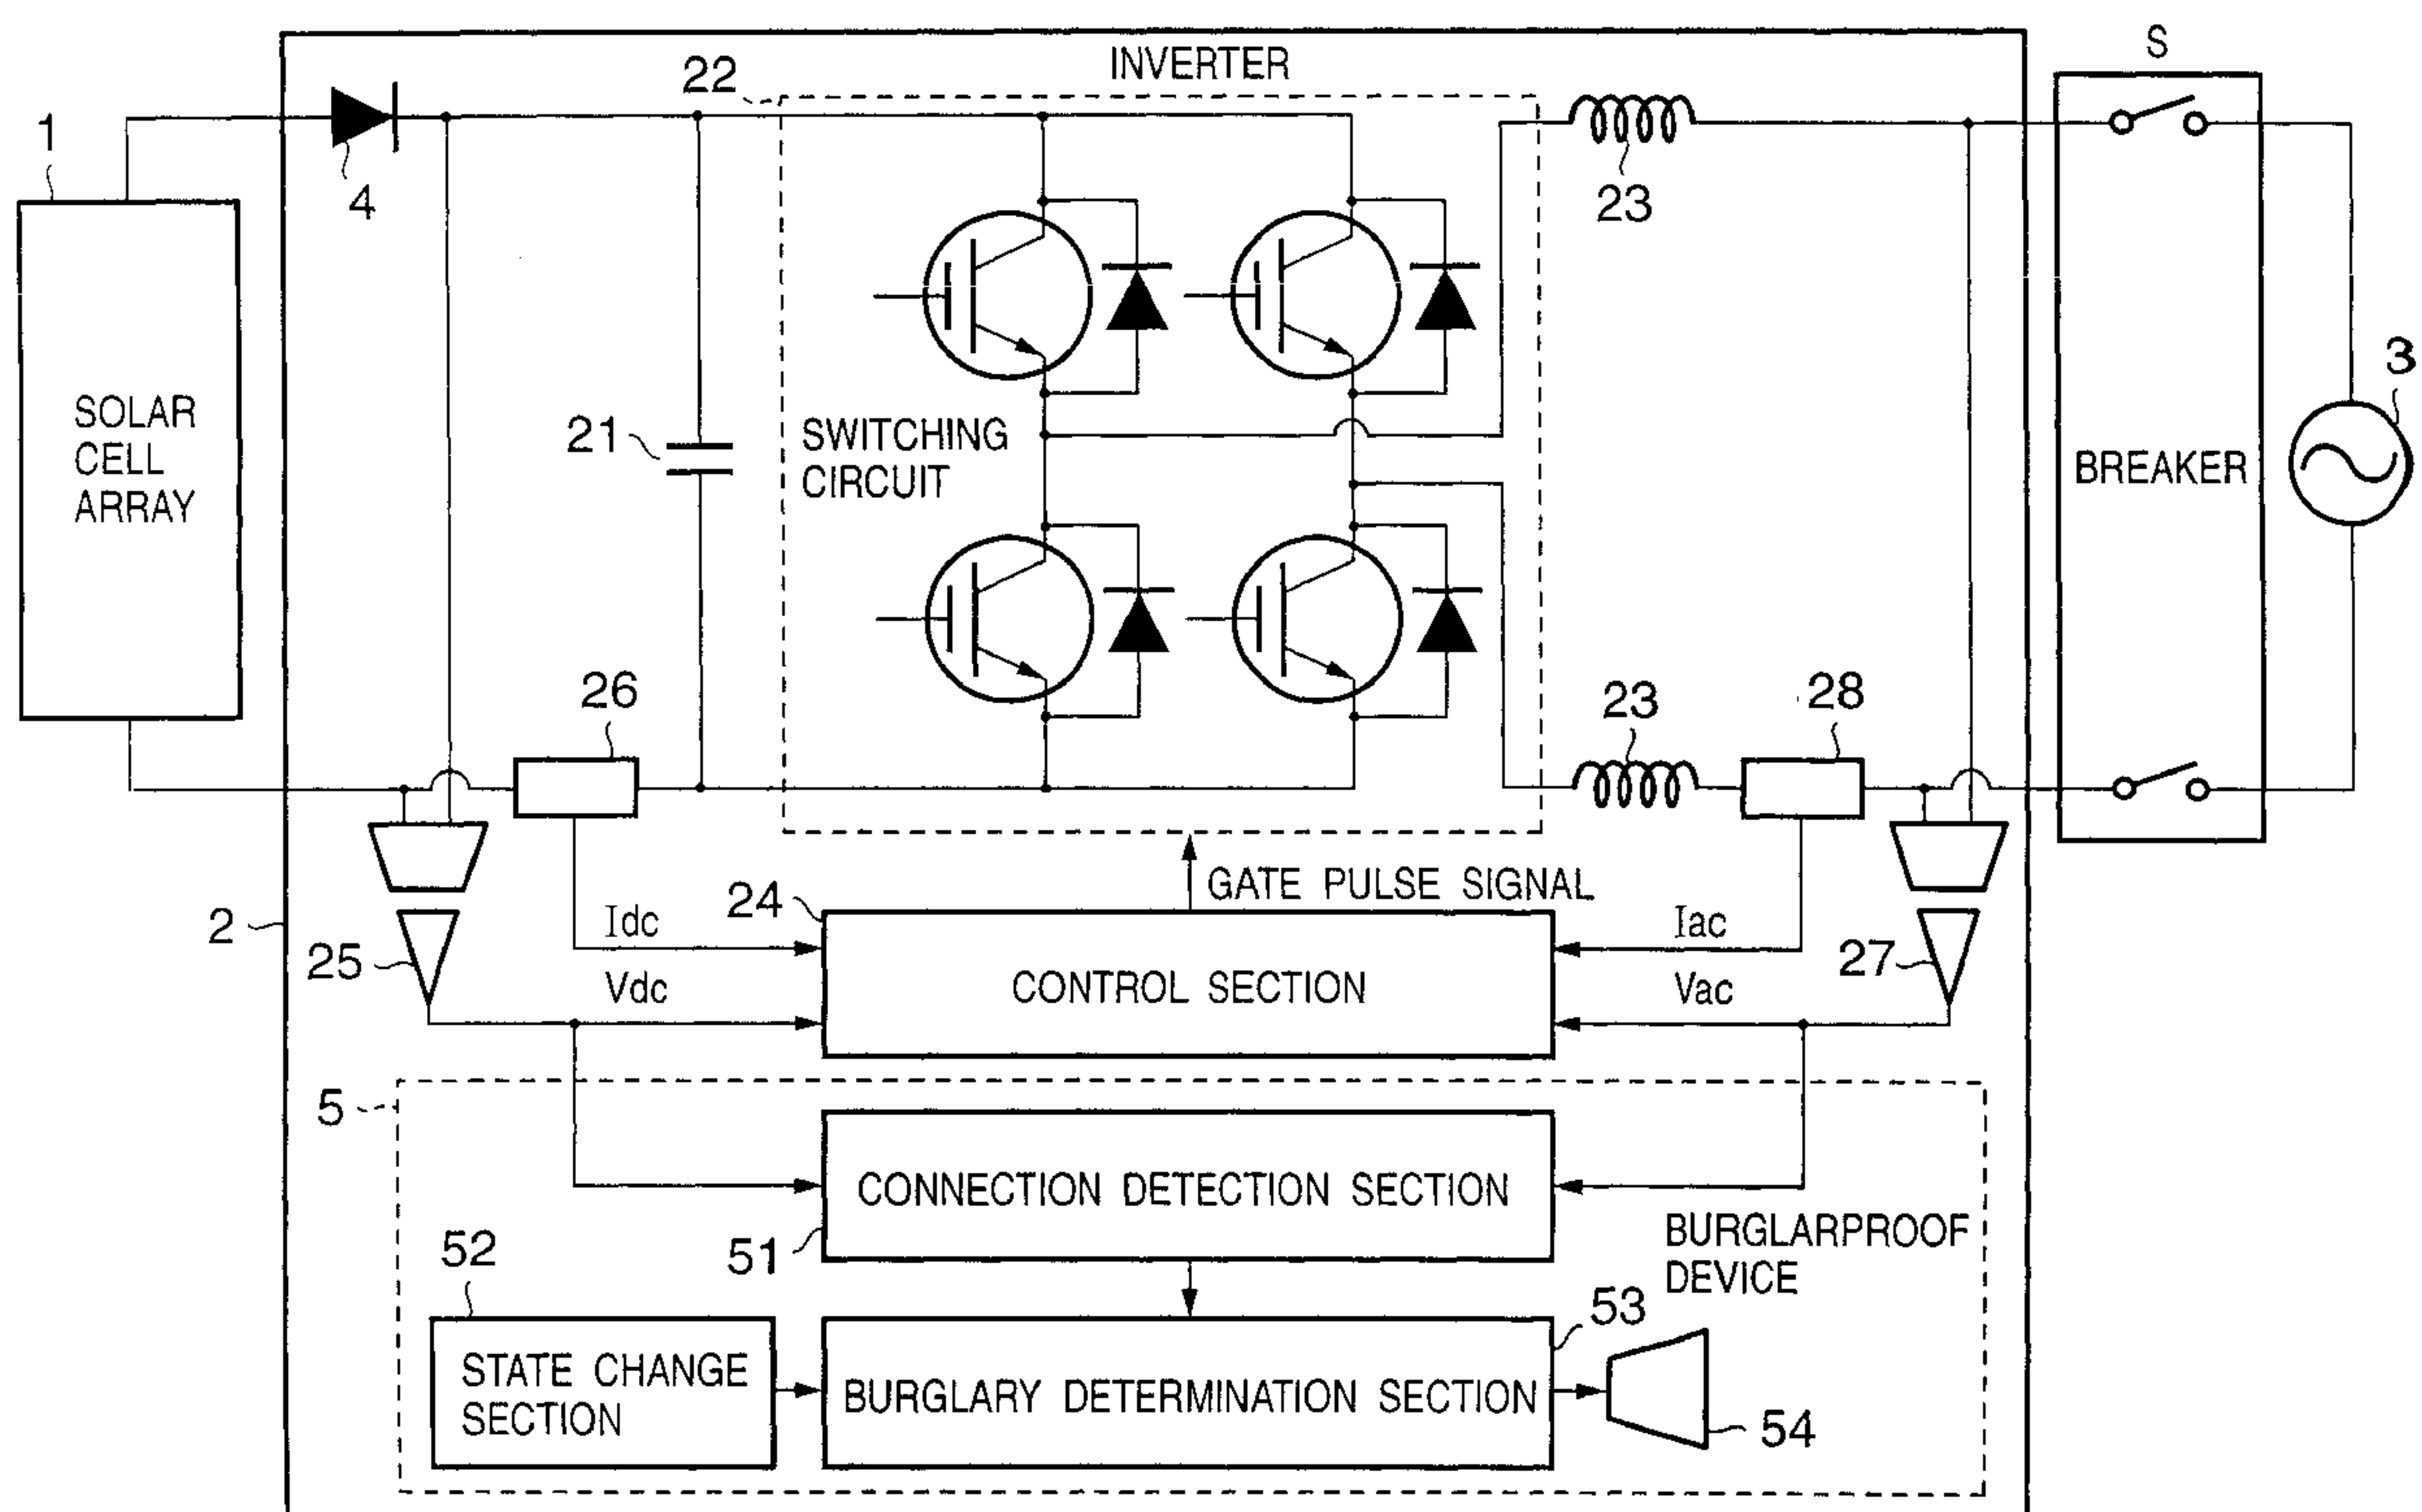 S
INVERTER
22
1
4
23
3
SOLAR
CELL
ARRAY
21
SWITCHING
CIRCUIT
BREAKER
26
23
28
GATE PULSE SIGNAL
24
2
Idc
Iac
25
27
Vdc
CONTROL SECTION
Vac
5
CONNECTION DETECTION SECTION
51
BURGLARPROOF
DEVICE
52
53
STATE CHANGE
SECTION
BURGLARY DETERMINATION SECTION
54